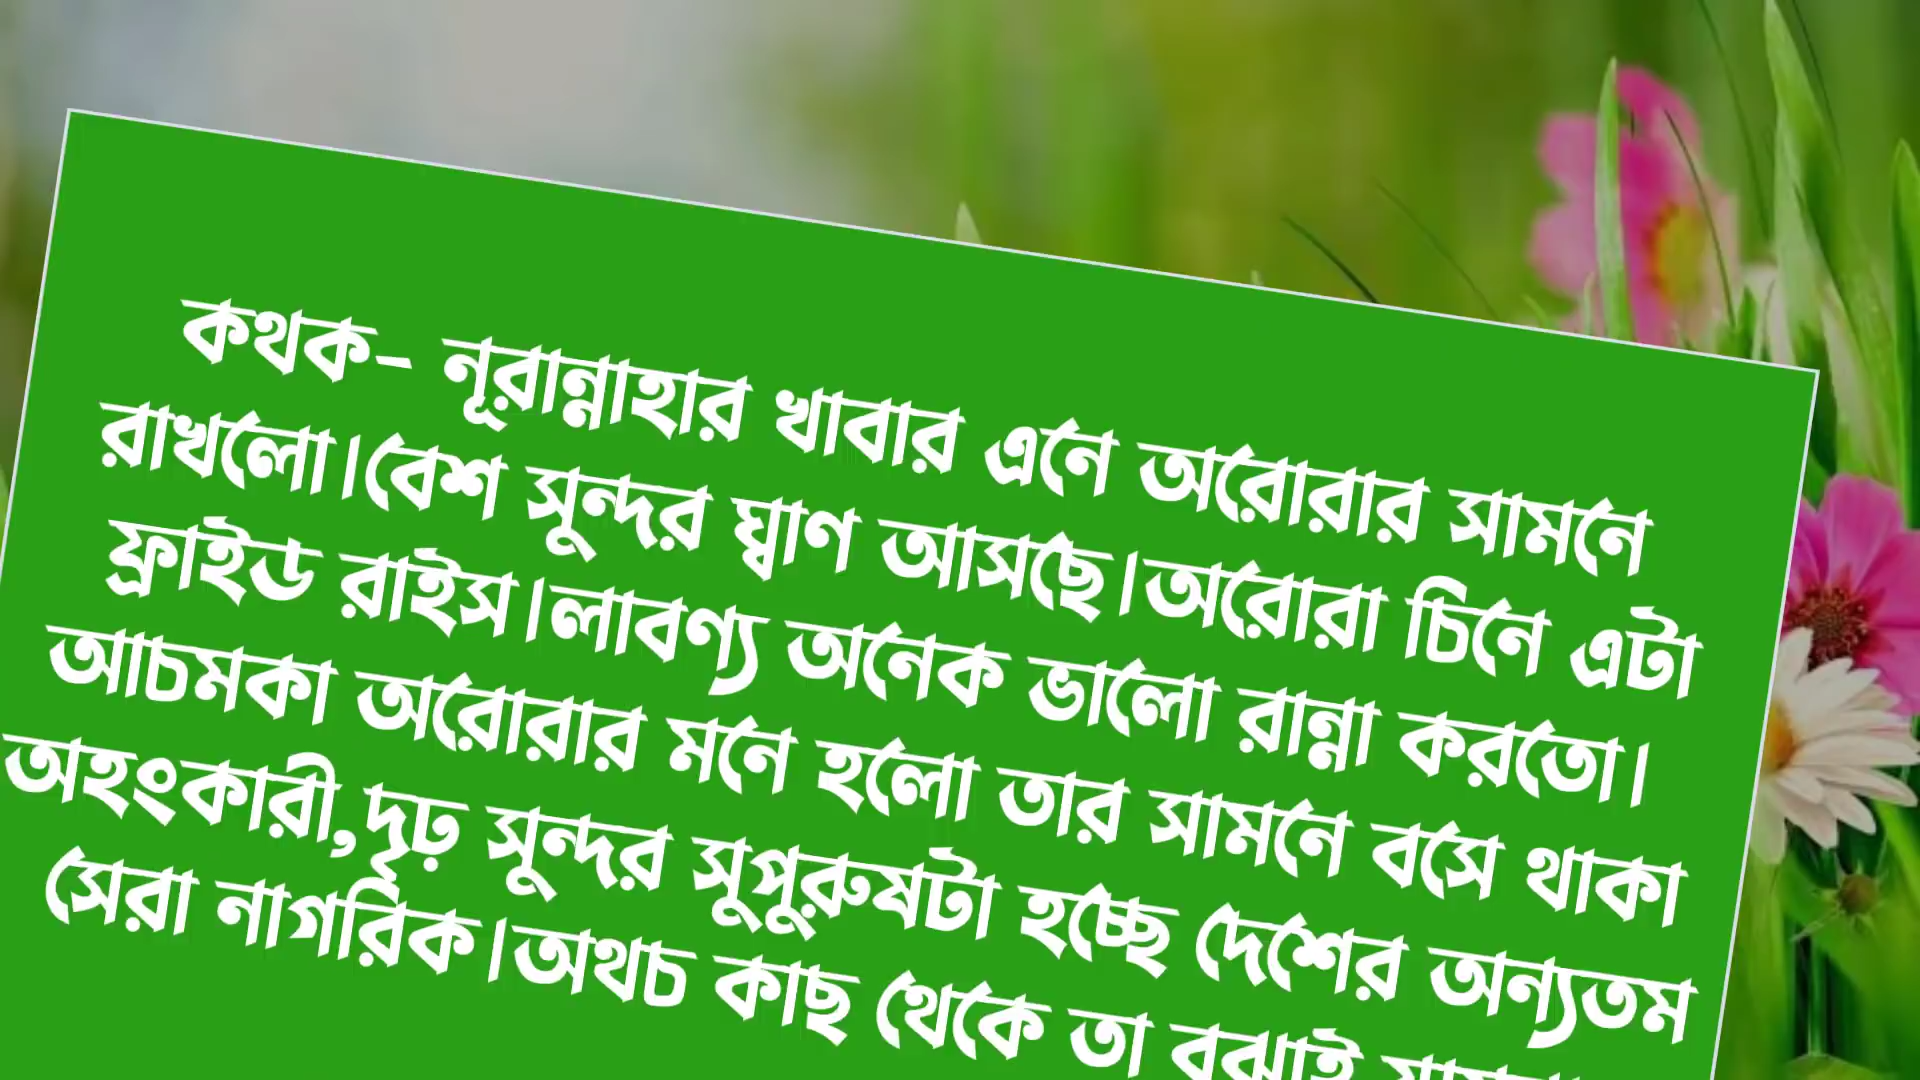 কথক- নূরান্নাহার খাবার এনে অরোরার সামনে
রাখলো।বেশ সুন্দর ঘ্বাণ আসছে।অরোরা চিনে এটা
ফ্রাইড রাইস।লাবণ্য অনেক ভালো রান্না করতো।
আচমকা অরোরার মনে হলো তার সামনে বসে থাকা
অহংকারী,দৃঢ় সুন্দর সুপুরুষটা হচ্ছে দেশের অন্যতম
সেরা নাগরিক।অথচ কাছ থেকে তা বুঝাই